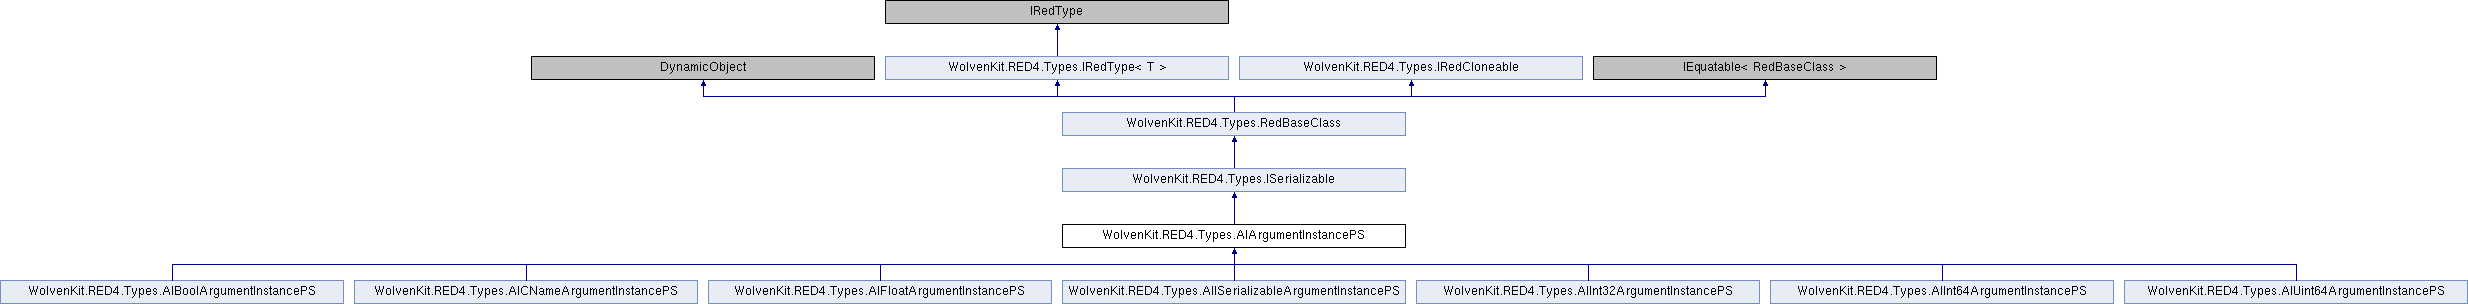 IRedType
DynamicObject
WolvenKit.RED4.Types.IRedType< T >
WolvenKit.RED4.Types.IRedCloneable
IEquatable< RedBaseClass >
WolvenKit.RED4.Types.RedBaseClass
WolvenKit.RED4.Types.ISerializable
WolvenKit.RED4.Types.AIArgumentInstancePS
WolvenKit.RED4.Types.AIBoolArgumentInstancePS
WolvenKit.RED4.Types.AICNameArgumentInstancePS
WolvenKit.RED4.Types.AIFloatArgumentInstancePS
WolvenKit.RED4.Types.AIISerializableArgumentInstancePS
WolvenKit.RED4.Types.AIInt32ArgumentInstancePS
WolvenKit.RED4.Types.AIInt64ArgumentInstancePS
WolvenKit.RED4.Types.AIUint64ArgumentInstancePS